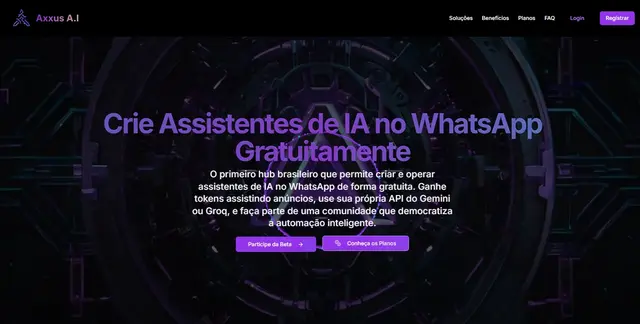 Axxus A.I
Soluções Benefícios Planos FAQ Login Registrar
Crie Assistentes de IA no WhatsApp
Gratuitamente
O primeiro hub brasileiro que permite criar e operar
assistentes de IA no WhatsApp de forma gratuita. Ganhe
tokens assistindo anúncios, use sua própria API do Gemini
ou Groq, e faça parte de uma comunidade que democratiza
a automação inteligente.
Participe da Beta → Conheça os Planos